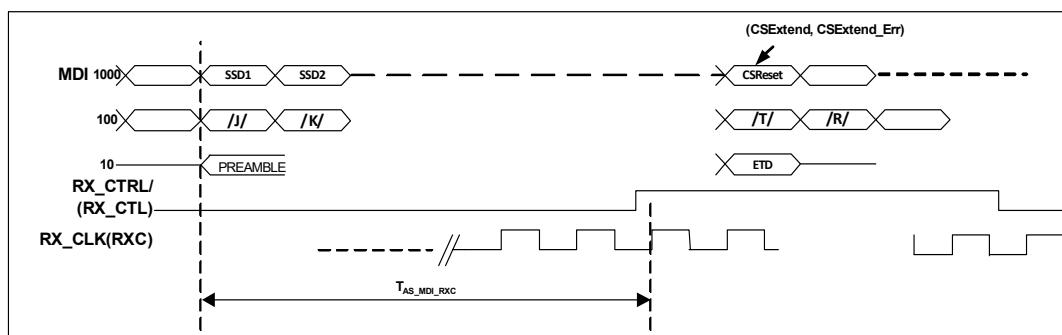 (CSExtend, CSExtend_Err)
MDI 1000 SSD1 SSD2 CSReset
100 /J/ /K/ /T/ /R/
10 PREAMBLE ETD
RX_CTRL/
(RX_CTL)
RX_CLK(RXC)
TAS_MDI_RXC